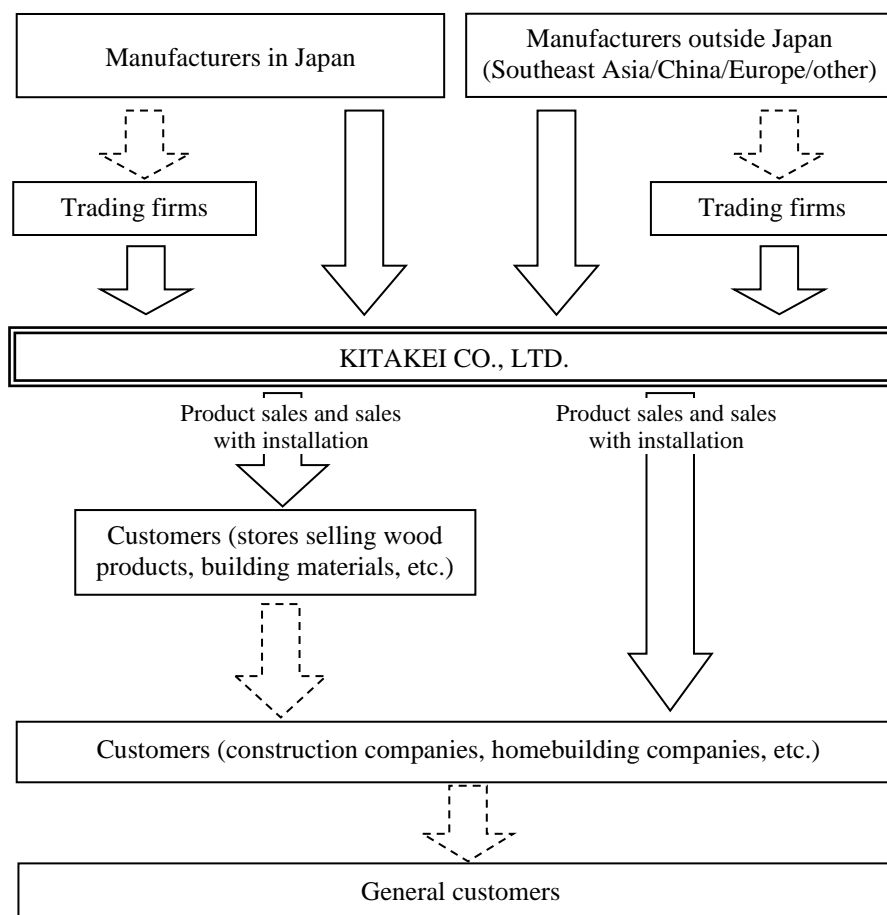 Manufacturers in Japan
Manufacturers outside Japan
(Southeast Asia/China/Europe/other)
Trading firms
Trading firms
KITAKEI CO., LTD.
Product sales and sales
with installation
Product sales and sales
with installation
Customers (stores selling wood
products, building materials, etc.)
Customers (construction companies, homebuilding companies, etc.)
General customers